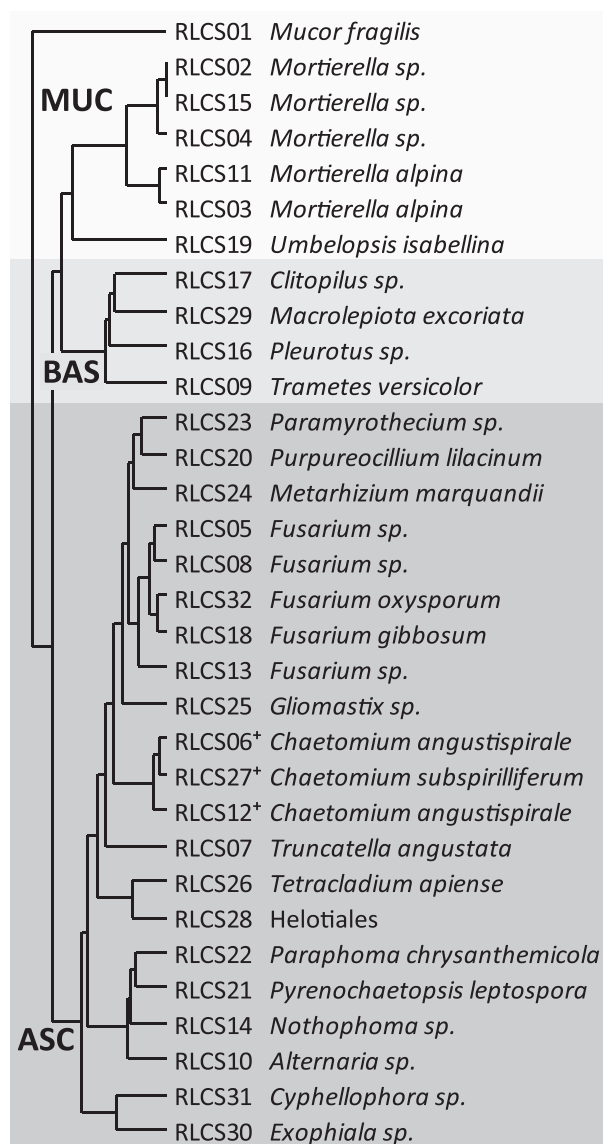 RLCS01 Mucor fragilis
RLCS02 Mortierella sp.
MUC
RLCS15 Mortierella sp.
RLCS04 Mortierella sp.
RLCS11 Mortierella alpina
RLCS03 Mortierella alpina
RLCS19 Umbelopsis isabellina
RLCS17 Clitopilus sp.
RLCS29 Macrolepiota excoriata
RLCS16 Pleurotus sp.
BAS
RLCS09 Trametes versicolor
RLCS23 Paramyrothecium sp.
RLCS20 Purpureocillium lilacinum
RLCS24 Metarhizium marquandii
RLCS05 Fusarium sp.
RLCS08 Fusarium sp.
RLCS32 Fusarium oxysporum
RLCS18 Fusarium gibbosum
RLCS13 Fusarium sp.
RLCS25 Gliomastix sp.
RLCS06⁺ Chaetomium angustispirale
RLCS27⁺ Chaetomium subspirilliferum
RLCS12⁺ Chaetomium angustispirale
RLCS07 Truncatella angustata
RLCS26 Tetracladium apiense
RLCS28 Helotiales
RLCS22 Paraphoma chrysanthemicola
RLCS21 Pyrenochaetopsis leptospora
RLCS14 Nothophoma sp.
ASC
RLCS10 Alternaria sp.
RLCS31 Cyphellophora sp.
RLCS30 Exophiala sp.